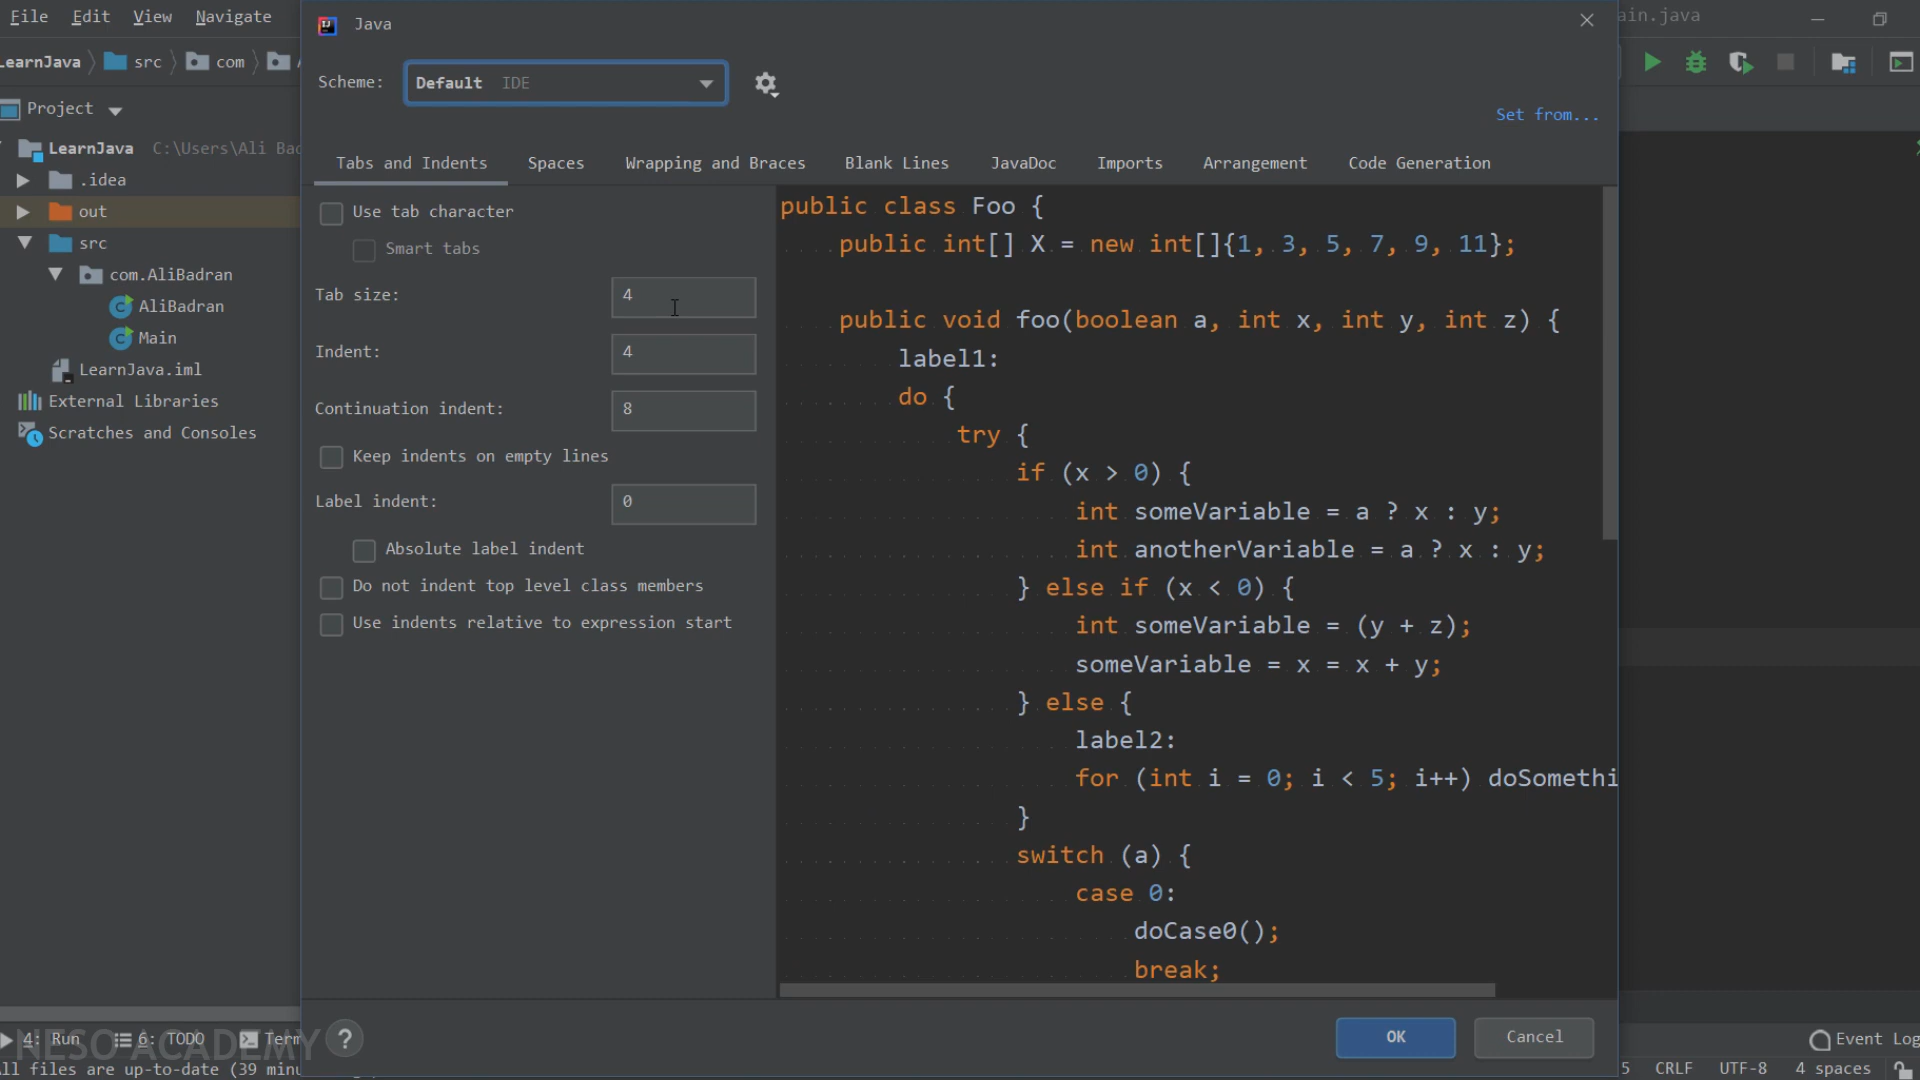 File Edit View Navigate
Java
ain.java
LearnJava src com
Scheme: Default IDE
Project
Set from...
LearnJava C:\Users\Ali Bad
Tabs and Indents Spaces Wrapping and Braces Blank Lines JavaDoc Imports Arrangement Code Generation
.idea
out
src
com.AliBadran
AliBadran
Main
LearnJava.iml
External Libraries
Scratches and Consoles
Use tab character
Smart tabs
Tab size: 4
Indent: 4
Continuation indent: 8
Keep indents on empty lines
Label indent: 0
Absolute label indent
Do not indent top level class members
Use indents relative to expression start
public class Foo {
public int[] X = new int[]{1, 3, 5, 7, 9, 11};
public void foo(boolean a, int x, int y, int z) {
label1:
do {
try {
if (x > 0) {
int someVariable = a ? x : y;
int anotherVariable = a ? x : y;
} else if (x < 0) {
int someVariable = (y + z);
someVariable = x = x + y;
} else {
label2:
for (int i = 0; i < 5; i++) doSomethi
}
switch (a) {
case 0:
doCase0();
break;
OK Cancel
4: Run 6: TODO Term
NESO ACADEMY
?
Event Log
All files are up-to-date (39 minu
5 CRLF UTF-8 4 spaces